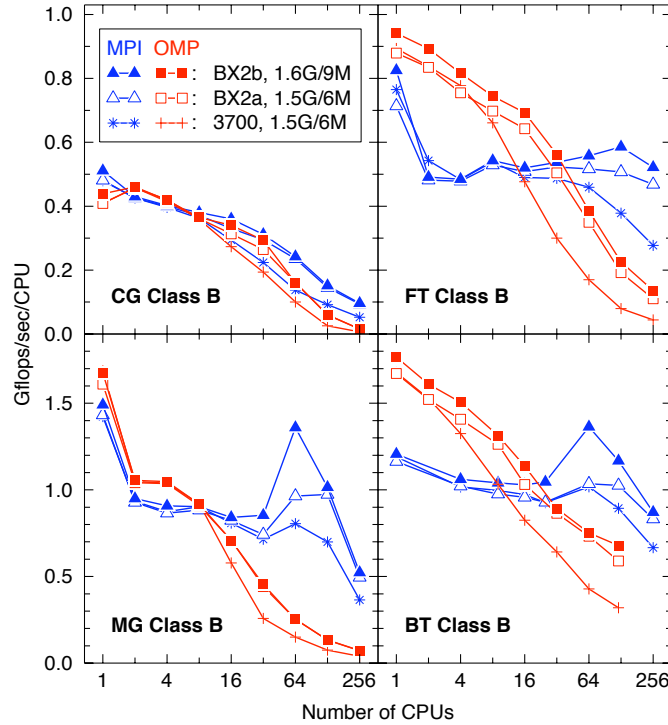 MPI OMP
: BX2b, 1.6G/9M
: BX2a, 1.5G/6M
: 3700, 1.5G/6M
1.0
0.8
0.6
0.4
0.2
0.0
CG Class B
FT Class B
Gflops/sec/CPU
1.5
1.0
0.5
0.0
MG Class B
BT Class B
1 4 16 64 256
1 4 16 64 256
Number of CPUs